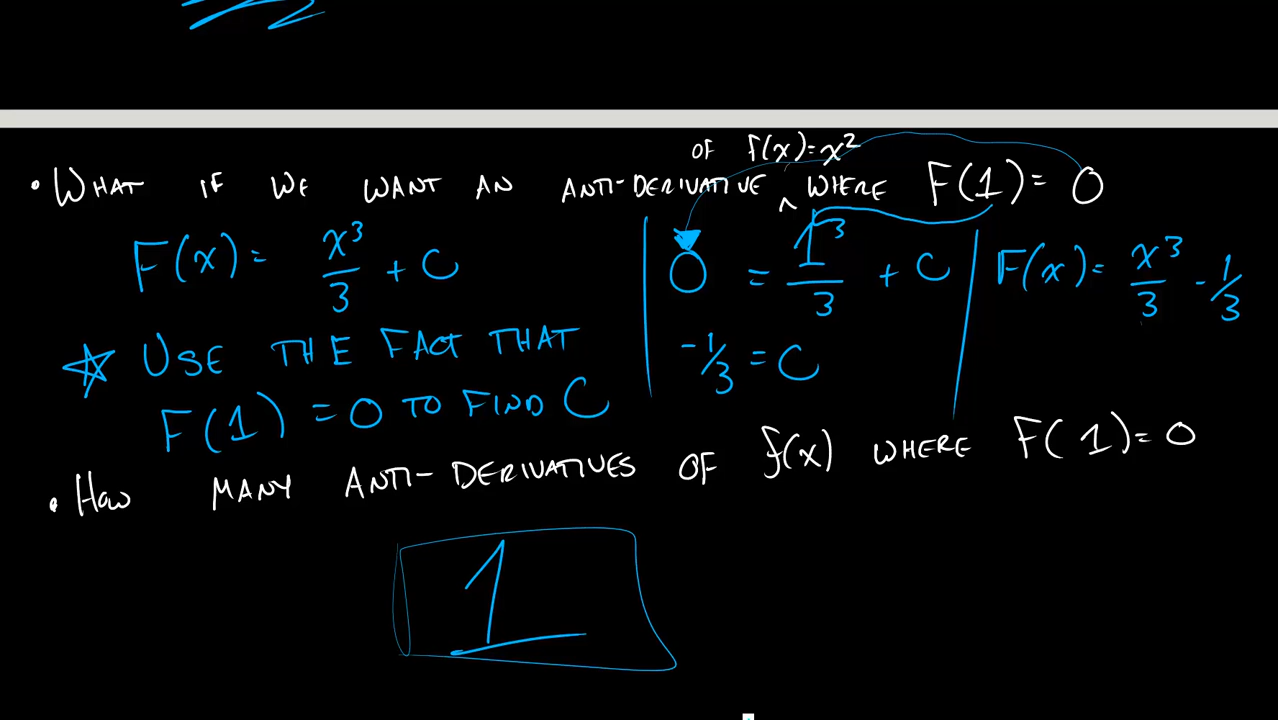 OF F(x)=x²
• WHAT IF WE WANT AN ANTI-DERIVATIVE ^ WHERE F(1)=0
F(x)= x³/3 + C
☆ USE THE FACT THAT
F(1)=0 TO FIND C
0 = 1³/3 + C
-1/3 = C
F(x)= x³/3 - 1/3
• HOW MANY ANTI-DERIVATIVES OF f(x) WHERE F(1)=0
1